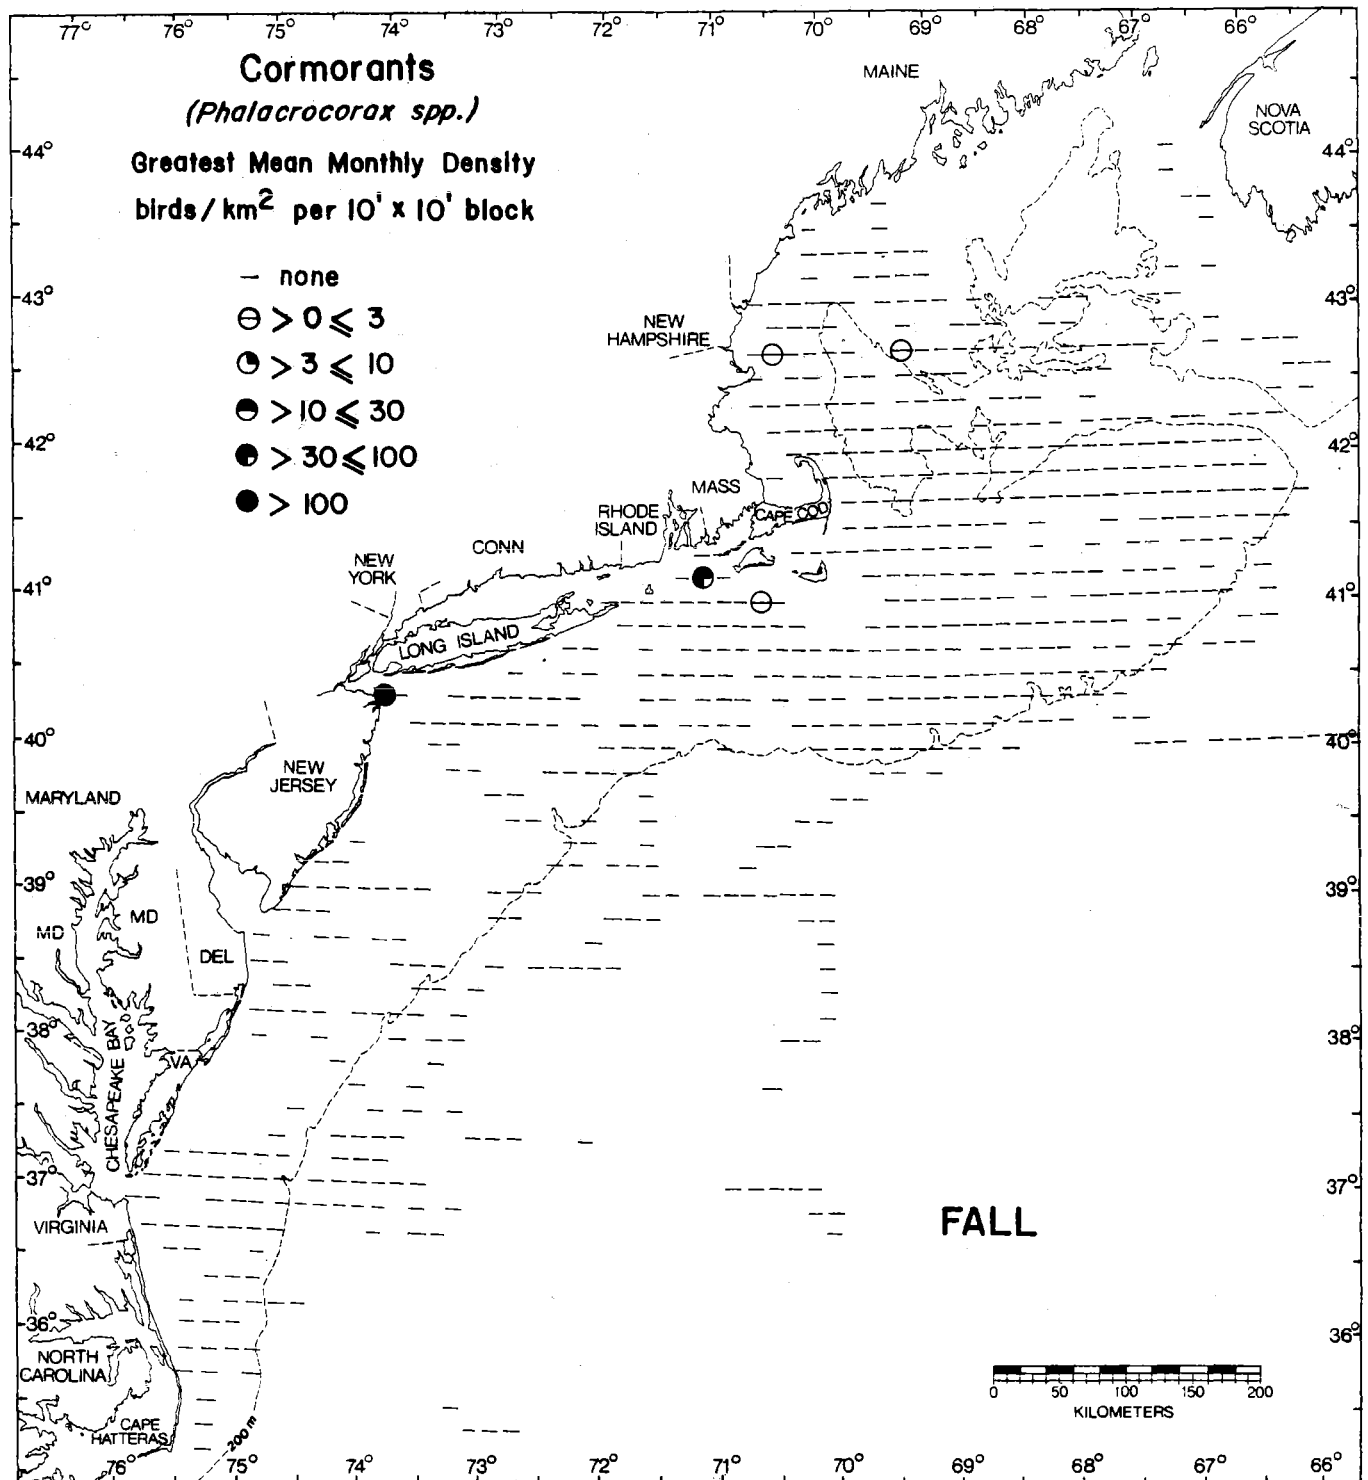 77° 76° 75° 74° 73° 72° 71° 70° 69° 68° 67° 66°
Cormorants
(Phalacrocorax spp.)
Greatest Mean Monthly Density
birds/km² per 10' x 10' block
— none
> 0 ⩽ 3
> 3 ⩽ 10
> 10 ⩽ 30
> 30 ⩽ 100
> 100
MAINE
NOVA
SCOTIA
44° 44°
43° 43°
NEW
HAMPSHIRE
42° 42°
MASS
RHODE
ISLAND
CAPE COD
CONN
NEW
YORK
41° 41°
LONG ISLAND
40° 40°
NEW
JERSEY
MARYLAND
39° 39°
MD
MD
DEL
38° 38°
VA
CHESAPEAKE BAY
37° 37°
VIRGINIA
FALL
36° 36°
NORTH
CAROLINA
CAPE
HATTERAS
200 m
0 50 100 150 200
KILOMETERS
76° 75° 74° 73° 72° 71° 70° 69° 68° 67° 66°